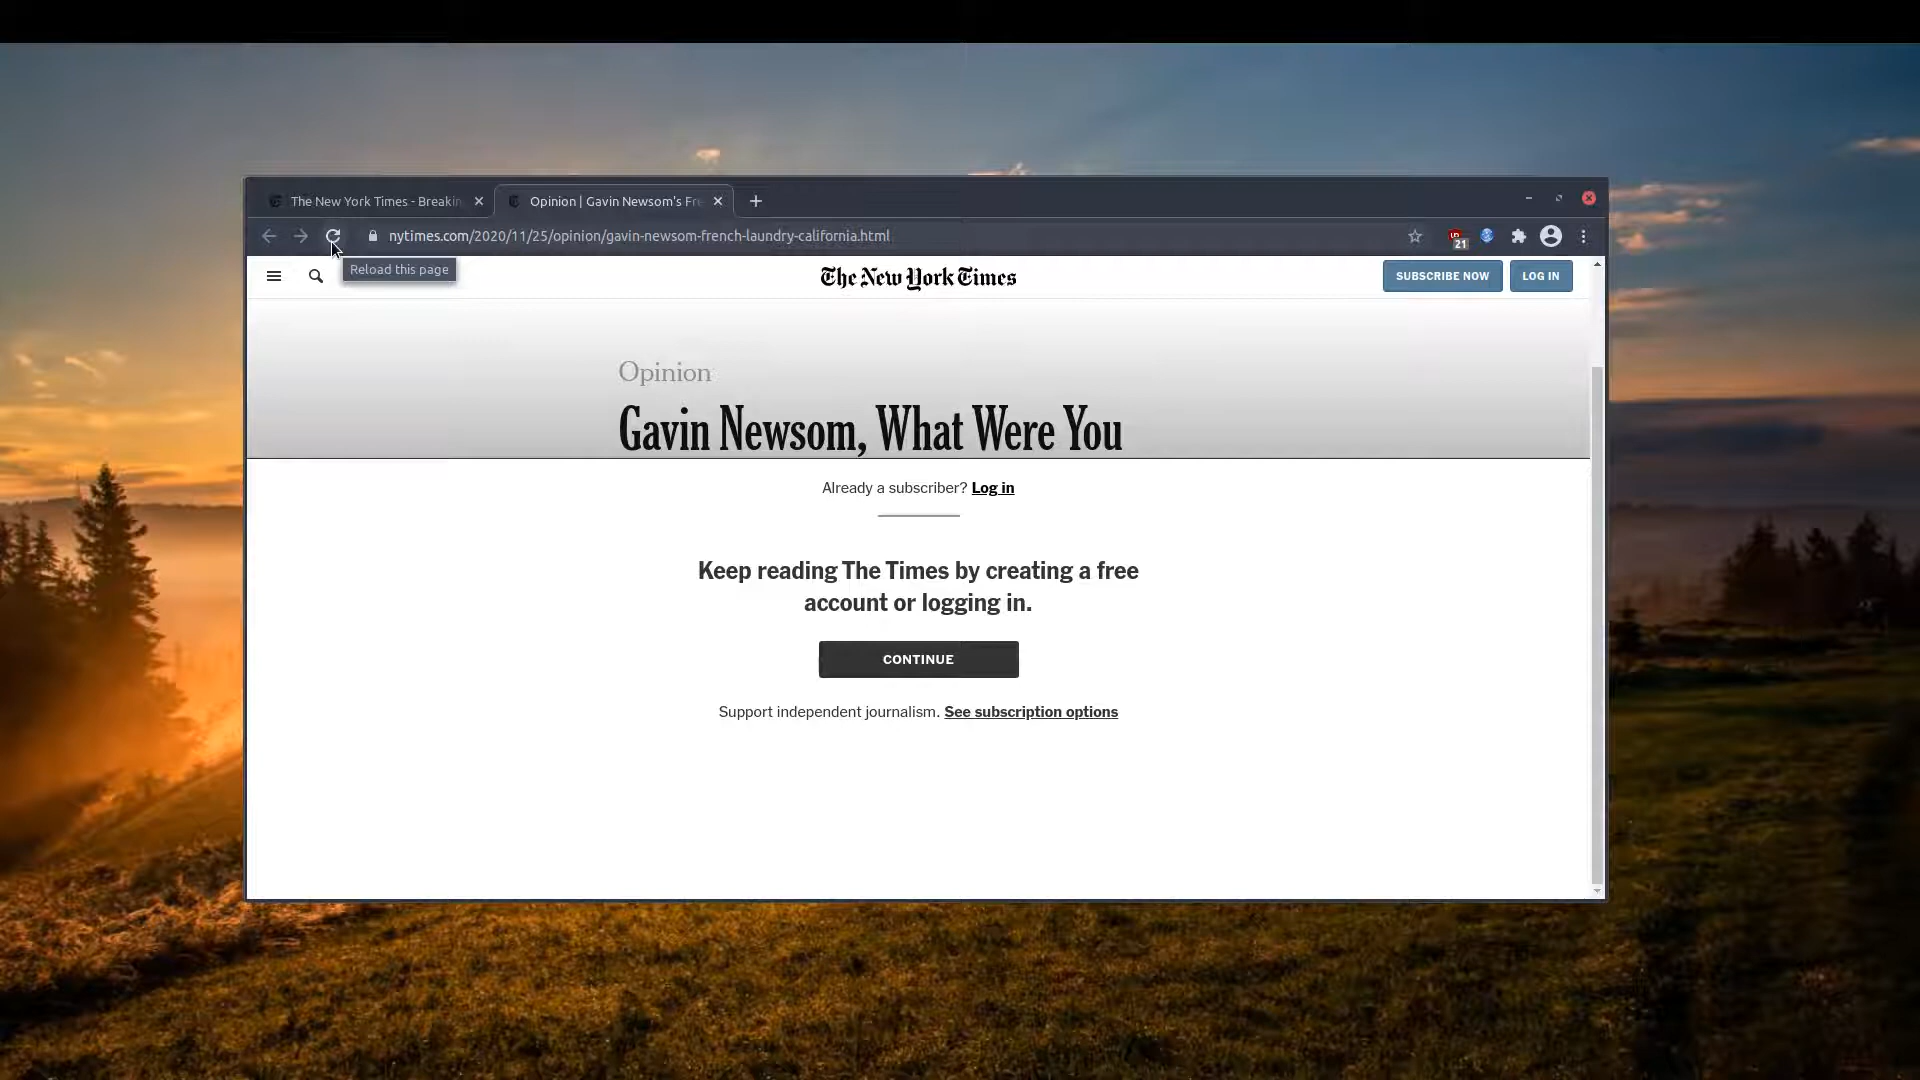 The New York Times - Breakin
Opinion | Gavin Newsom's Fre
nytimes.com/2020/11/25/opinion/gavin-newsom-french-laundry-california.html
21
Reload this page
The New York Times
SUBSCRIBE NOW
LOG IN
Opinion
Gavin Newsom, What Were You
Already a subscriber? Log in
Keep reading The Times by creating a free
account or logging in.
CONTINUE
Support independent journalism. See subscription options